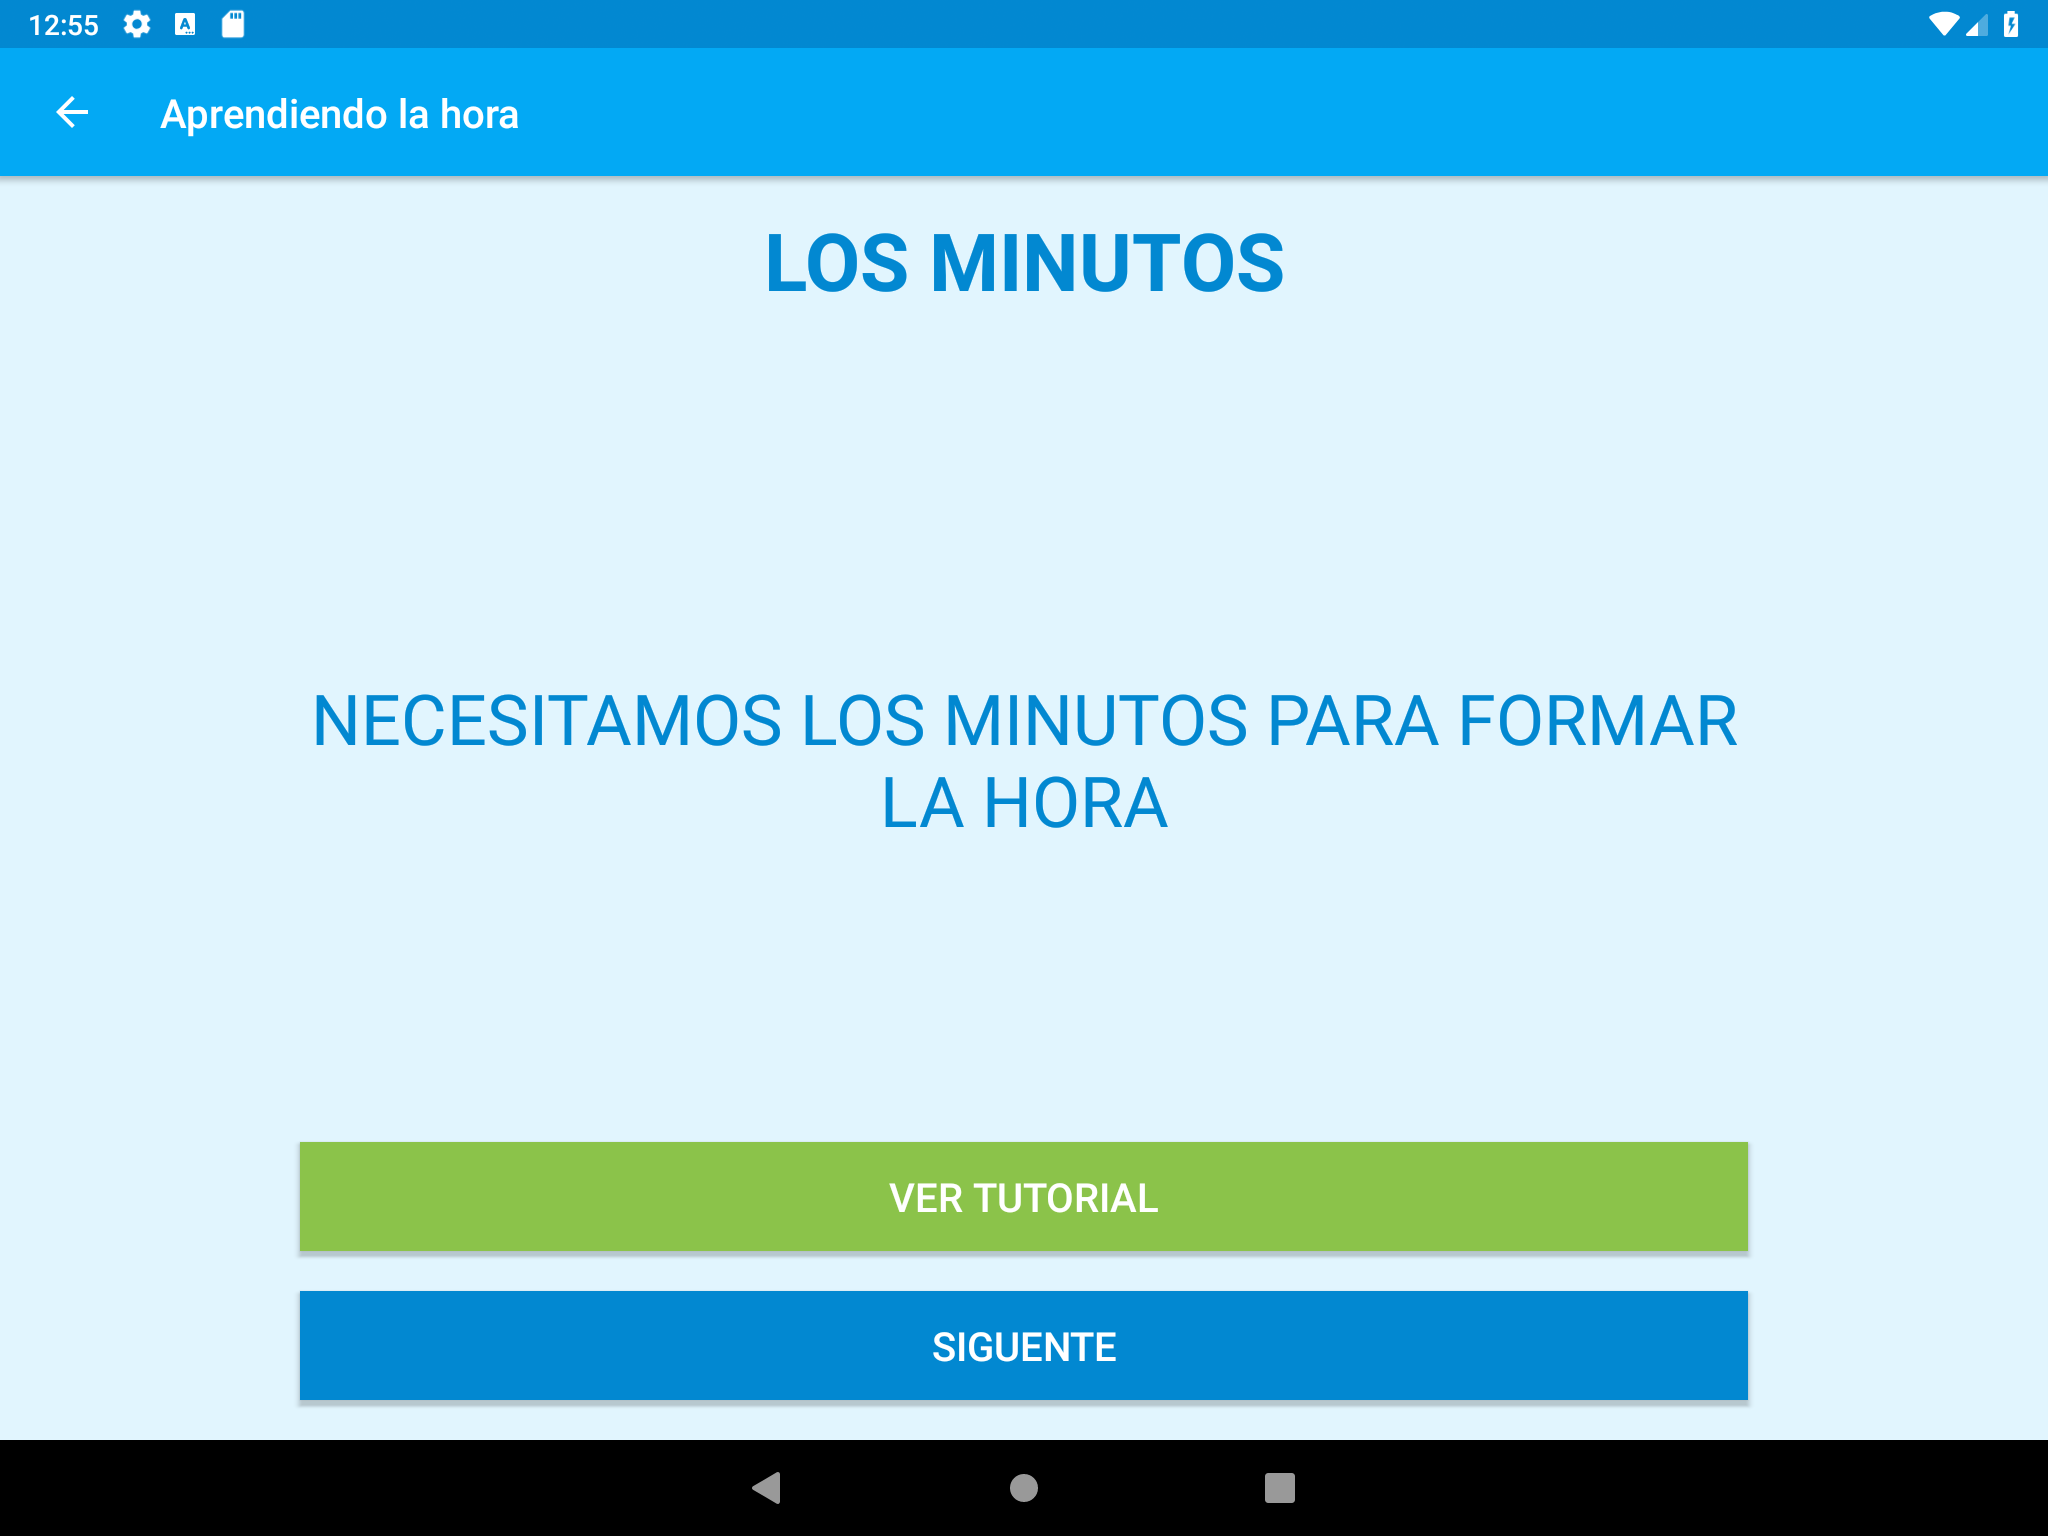 12:55
Aprendiendo la hora
LOS MINUTOS
NECESITAMOS LOS MINUTOS PARA FORMAR
LA HORA
VER TUTORIAL
SIGUENTE